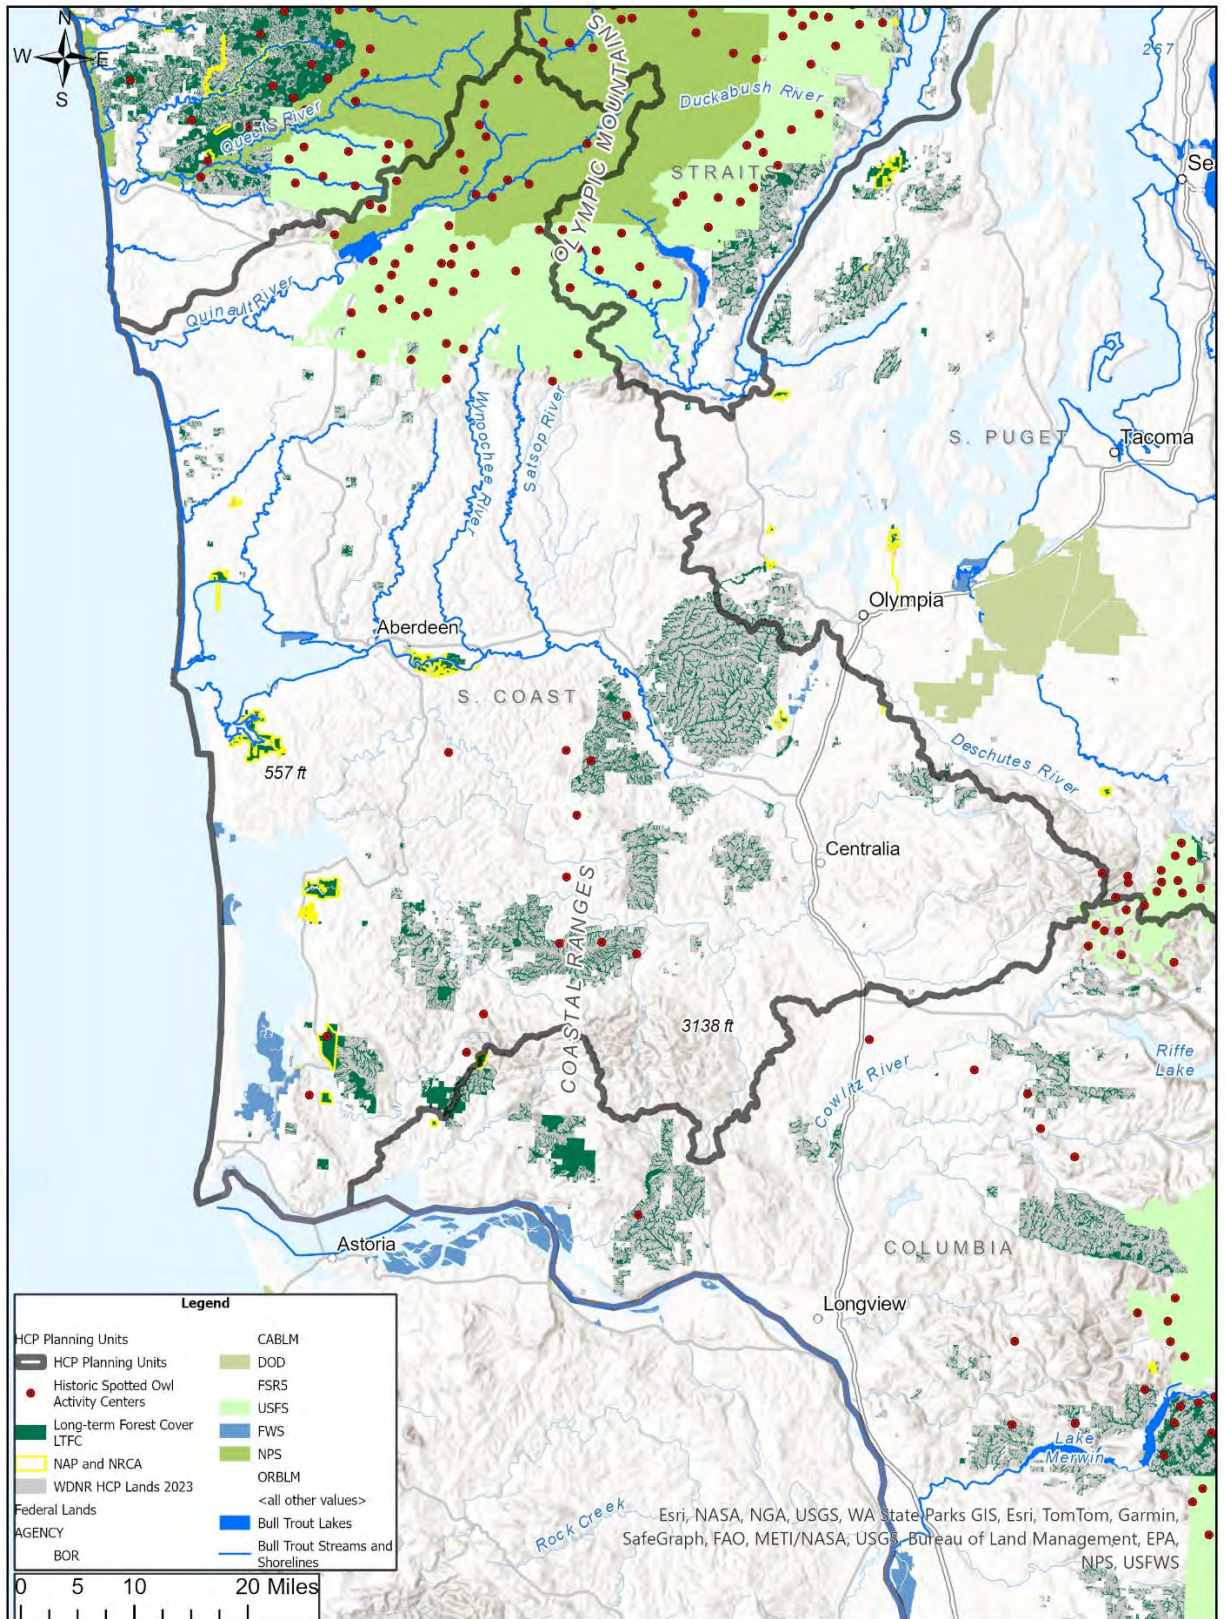 N
W
E
S
OLYMPIC MOUNTAINS
267
Duckabush River
OESF
Queets River
STRAITS
Se
Quinault River
Wynoochee River
Satsop River
S. PUGET
Tacoma
Olympia
Aberdeen
S. COAST
557 ft
Deschutes River
Centralia
COASTAL RANGES
3138 ft
Cowlitz River
Riffe
Lake
Astoria
COLUMBIA
Longview
Lake
Merwin
Rock Creek
Legend
HCP Planning Units
HCP Planning Units
Historic Spotted Owl
Activity Centers
Long-term Forest Cover
LTFC
NAP and NRCA
WDNR HCP Lands 2023
Federal Lands
AGENCY
BOR
CABLM
DOD
FSR5
USFS
FWS
NPS
ORBLM
<all other values>
Bull Trout Lakes
Bull Trout Streams and
Shorelines
Esri, NASA, NGA, USGS, WA State Parks GIS, Esri, TomTom, Garmin,
SafeGraph, FAO, METI/NASA, USGS, Bureau of Land Management, EPA,
NPS, USFWS
0 5 10 20 Miles